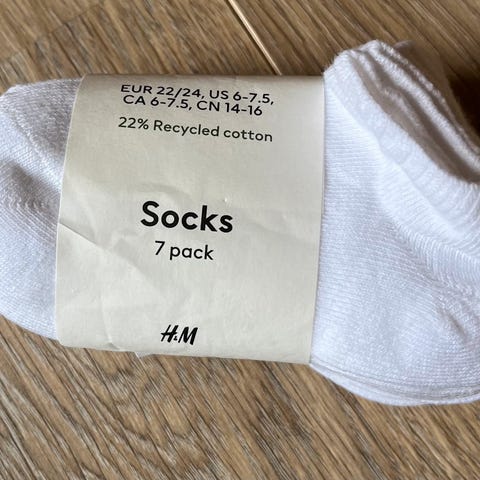 EUR 22/24, US 6-7.5,
CA 6-7.5, CN 14-16
22% Recycled cotton
Socks
7 pack
H&M